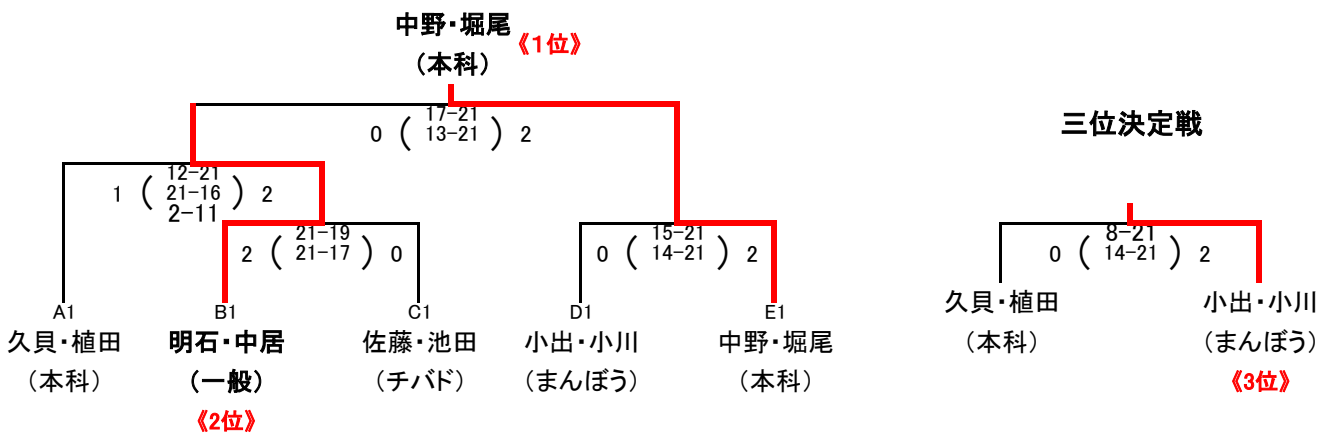 中野・堀尾
《1位》
（本科）
17-21
0 ( 13-21 ) 2
三位決定戦
12-21
1 ( 21-16 ) 2
2-11
21-19
2 ( 21-17 ) 0
15-21
0 ( 14-21 ) 2
8-21
0 ( 14-21 ) 2
A1 B1 C1 D1 E1
久貝・植田 明石・中居 佐藤・池田 小出・小川 中野・堀尾
（本科） （一般） （チバド） （まんぼう） （本科）
《2位》
久貝・植田 小出・小川
（本科） （まんぼう）
《3位》